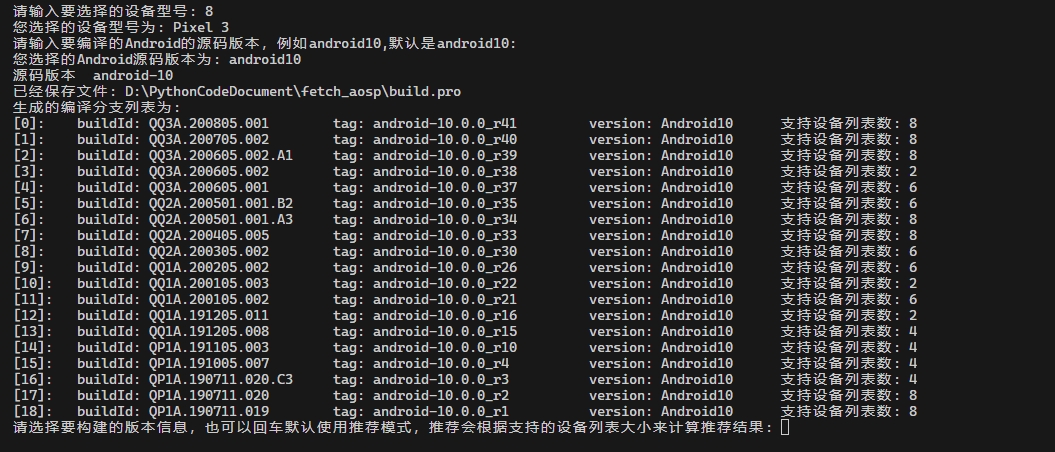 请输入要选择的设备型号: 8
您选择的设备型号为: Pixel 3
请输入要编译的Android的源码版本, 例如android10,默认是android10:
您选择的Android源码版本为: android10
源码版本  android-10
已经保存文件: D:\PythonCodeDocument\fetch_aosp\build.pro
生成的编译分支列表为:
[0]:    buildId: QQ3A.200805.001        tag: android-10.0.0_r41         version: Android10      支持设备列表数: 8
[1]:    buildId: QQ3A.200705.002        tag: android-10.0.0_r40         version: Android10      支持设备列表数: 8
[2]:    buildId: QQ3A.200605.002.A1     tag: android-10.0.0_r39         version: Android10      支持设备列表数: 8
[3]:    buildId: QQ3A.200605.002        tag: android-10.0.0_r38         version: Android10      支持设备列表数: 2
[4]:    buildId: QQ3A.200605.001        tag: android-10.0.0_r37         version: Android10      支持设备列表数: 6
[5]:    buildId: QQ2A.200501.001.B2     tag: android-10.0.0_r35         version: Android10      支持设备列表数: 6
[6]:    buildId: QQ2A.200501.001.A3     tag: android-10.0.0_r34         version: Android10      支持设备列表数: 8
[7]:    buildId: QQ2A.200405.005        tag: android-10.0.0_r33         version: Android10      支持设备列表数: 8
[8]:    buildId: QQ2A.200305.002        tag: android-10.0.0_r30         version: Android10      支持设备列表数: 6
[9]:    buildId: QQ1A.200205.002        tag: android-10.0.0_r26         version: Android10      支持设备列表数: 6
[10]:   buildId: QQ1A.200105.003        tag: android-10.0.0_r22         version: Android10      支持设备列表数: 2
[11]:   buildId: QQ1A.200105.002        tag: android-10.0.0_r21         version: Android10      支持设备列表数: 6
[12]:   buildId: QQ1A.191205.011        tag: android-10.0.0_r16         version: Android10      支持设备列表数: 2
[13]:   buildId: QQ1A.191205.008        tag: android-10.0.0_r15         version: Android10      支持设备列表数: 4
[14]:   buildId: QP1A.191105.003        tag: android-10.0.0_r10         version: Android10      支持设备列表数: 4
[15]:   buildId: QP1A.191005.007        tag: android-10.0.0_r4          version: Android10      支持设备列表数: 4
[16]:   buildId: QP1A.190711.020.C3     tag: android-10.0.0_r3          version: Android10      支持设备列表数: 4
[17]:   buildId: QP1A.190711.020        tag: android-10.0.0_r2          version: Android10      支持设备列表数: 8
[18]:   buildId: QP1A.190711.019        tag: android-10.0.0_r1          version: Android10      支持设备列表数: 8
请选择要构建的版本信息, 也可以回车默认使用推荐模式, 推荐会根据支持的设备列表大小来计算推荐结果: